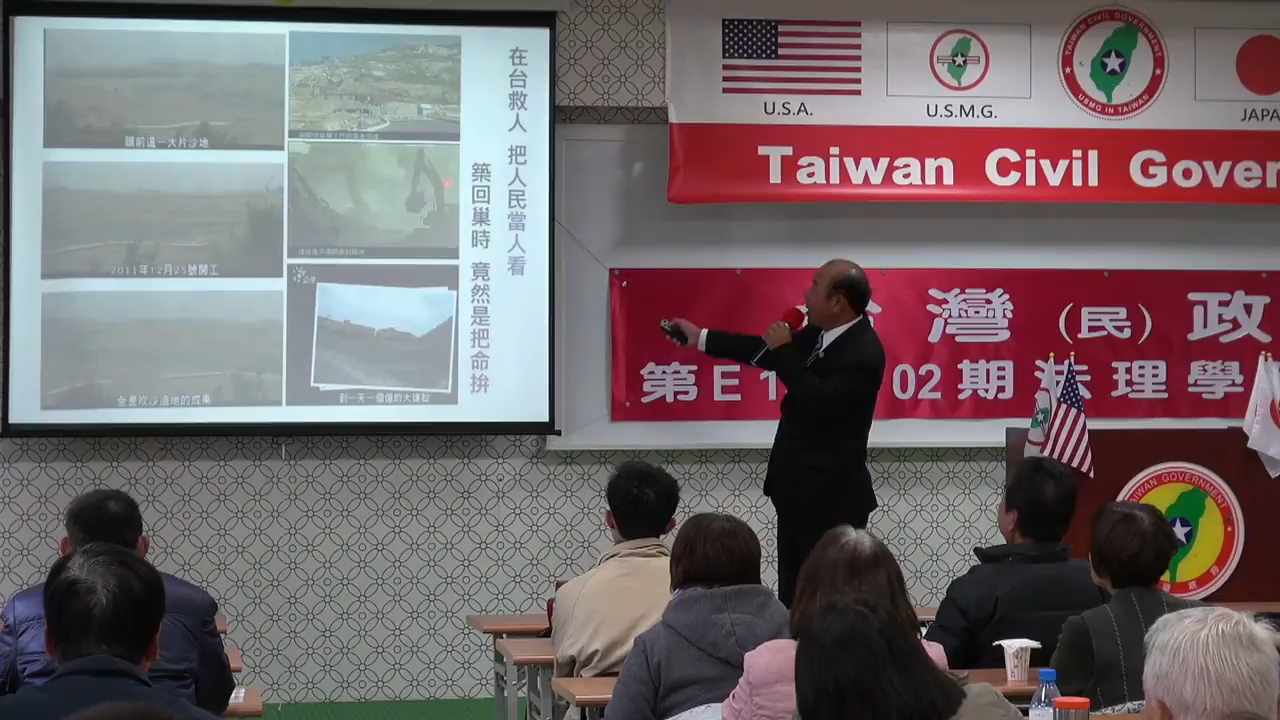 在台救人 把人民當人看
築回巢時 竟然是把命拚
眼前這一大片沙地
2011年12月25號開工
全是吹沙造地的成果
到一天一個億的大建設
U.S.A.
U.S.M.G.
TAIWAN CIVIL GOVERNMENT
USMG IN TAIWAN
JAPA
Taiwan Civil Gover
灣 (民) 政
第E1 02期法理學
TAIWAN GOVERNMENT